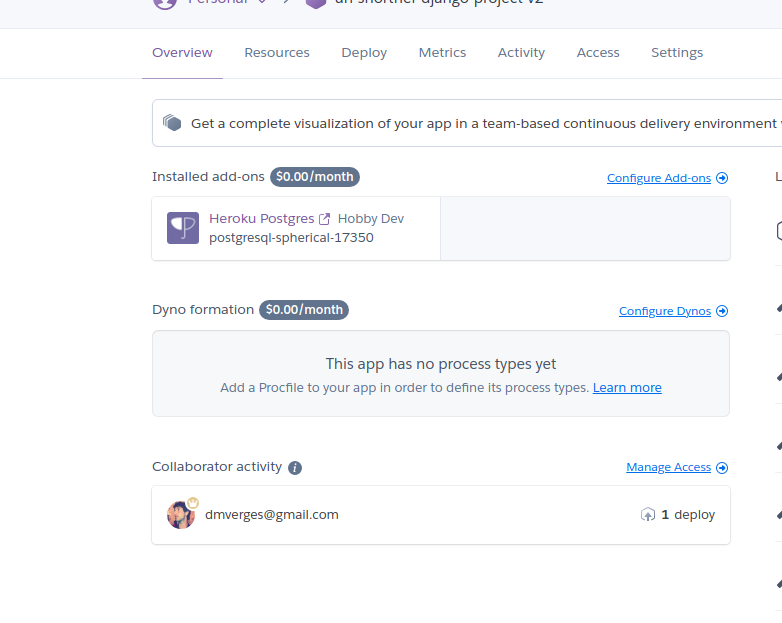 Personal
url-shortner-django-project-v2
Overview Resources Deploy Metrics Activity Access Settings
Get a complete visualization of your app in a team-based continuous delivery environment
Installed add-ons $0.00/month Configure Add-ons
Heroku Postgres Hobby Dev
postgresql-spherical-17350
Dyno formation $0.00/month Configure Dynos
This app has no process types yet
Add a Procfile to your app in order to define its process types. Learn more
Collaborator activity i Manage Access
dmverges@gmail.com 1 deploy